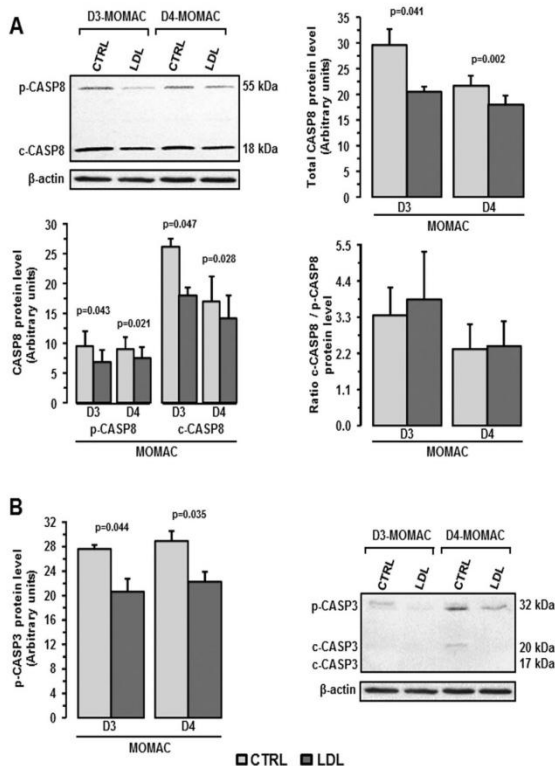 A
D3-MOMAC D4-MOMAC
CTRL LDL CTRL LDL
p-CASP8 55 kDa
c-CASP8 18 kDa
β-actin
Total CASP8 protein level
(Arbitrary units)
35
30
25
20
15
10
5
0
p=0.041
p=0.002
D3 D4
MOMAC
CASP8 protein level
(Arbitrary units)
30
25
20
15
10
5
0
p=0.043
p=0.021
p=0.047
p=0.028
D3 D4 D3 D4
p-CASP8 c-CASP8
MOMAC
Ratio c-CASP8 / p-CASP8
protein level
5.5
4.4
3.3
2.2
1.1
0.0
D3 D4
MOMAC
B
p-CASP3 protein level
(Arbitrary units)
32
28
24
20
16
12
8
4
0
p=0.044
p=0.035
D3 D4
MOMAC
D3-MOMAC D4-MOMAC
CTRL LDL CTRL LDL
p-CASP3 32 kDa
c-CASP3 20 kDa
c-CASP3 17 kDa
β-actin
CTRL LDL